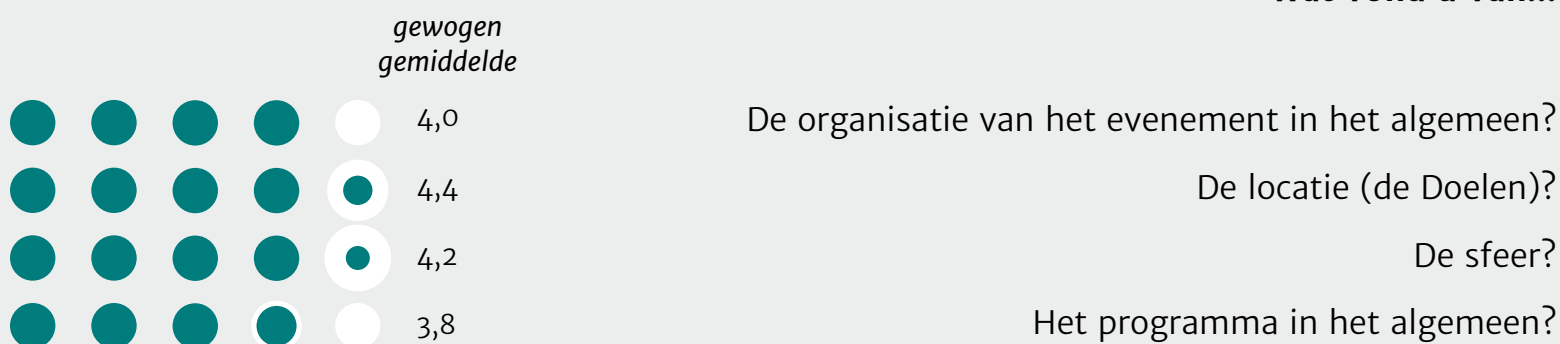 gewogen
gemiddelde
4,0 De organisatie van het evenement in het algemeen?
4,4 De locatie (de Doelen)?
4,2 De sfeer?
3,8 Het programma in het algemeen?